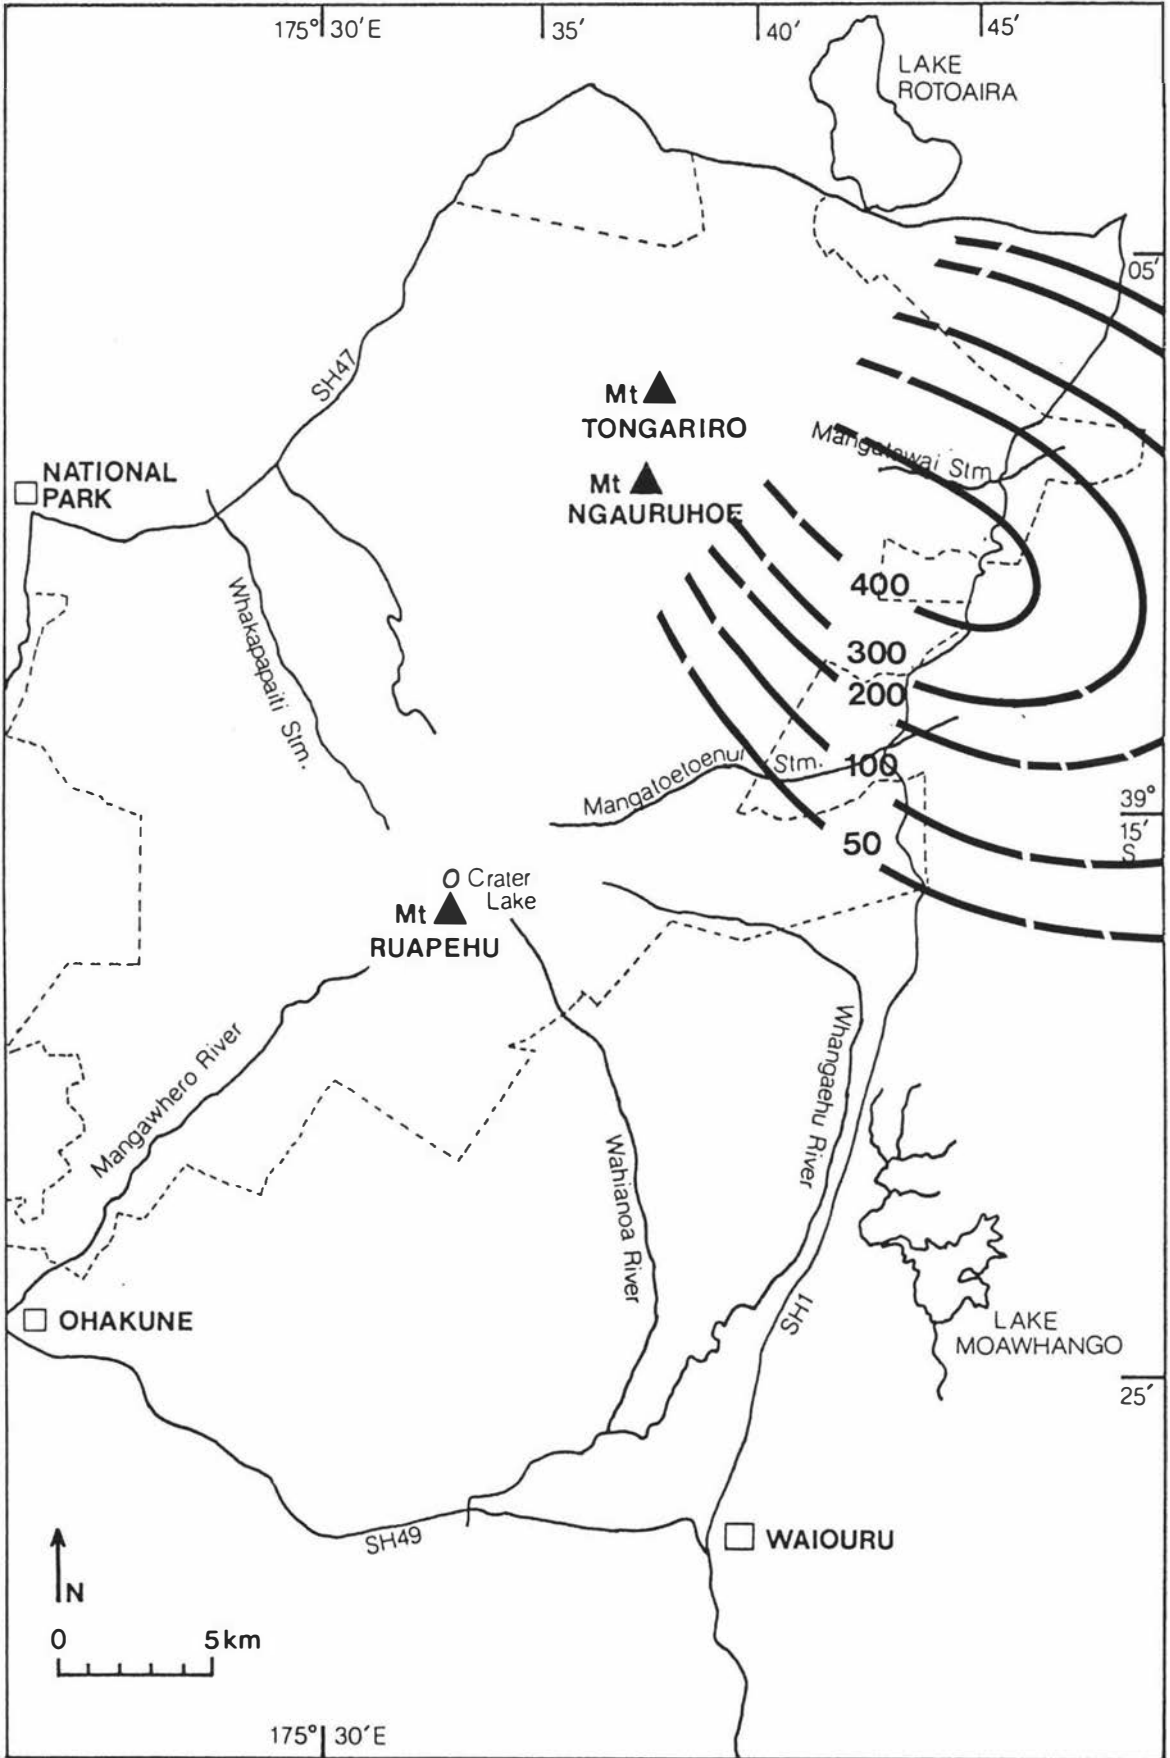 175° 30′E
35′
40′
45′
LAKE
ROTOAIRA
05′
SH47
Mt
TONGARIRO
Mangatawai Stm.
NATIONAL
PARK
Mt
NGAURUHOE
400
Whakapapaiti Stm.
300
200
Mangatoetoenui Stm.
100
39°
15′
S
50
Crater
Lake
Mt
RUAPEHU
Mangawhero River
Whangaehu River
Wahianoa River
SH1
OHAKUNE
LAKE
MOAWHANGO
25′
SH49
WAIOURU
N
0 5km
175° 30′E